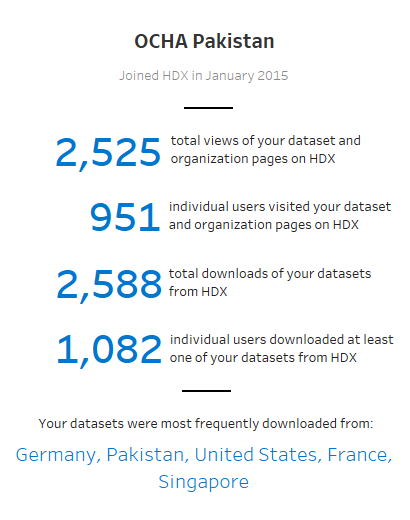 OCHA Pakistan
Joined HDX in January 2015
2,525 total views of your dataset and
organization pages on HDX
951 individual users visited your dataset
and organization pages on HDX
2,588 total downloads of your datasets
from HDX
1,082 individual users downloaded at least
one of your datasets from HDX
Your datasets were most frequently downloaded from:
Germany, Pakistan, United States, France,
Singapore